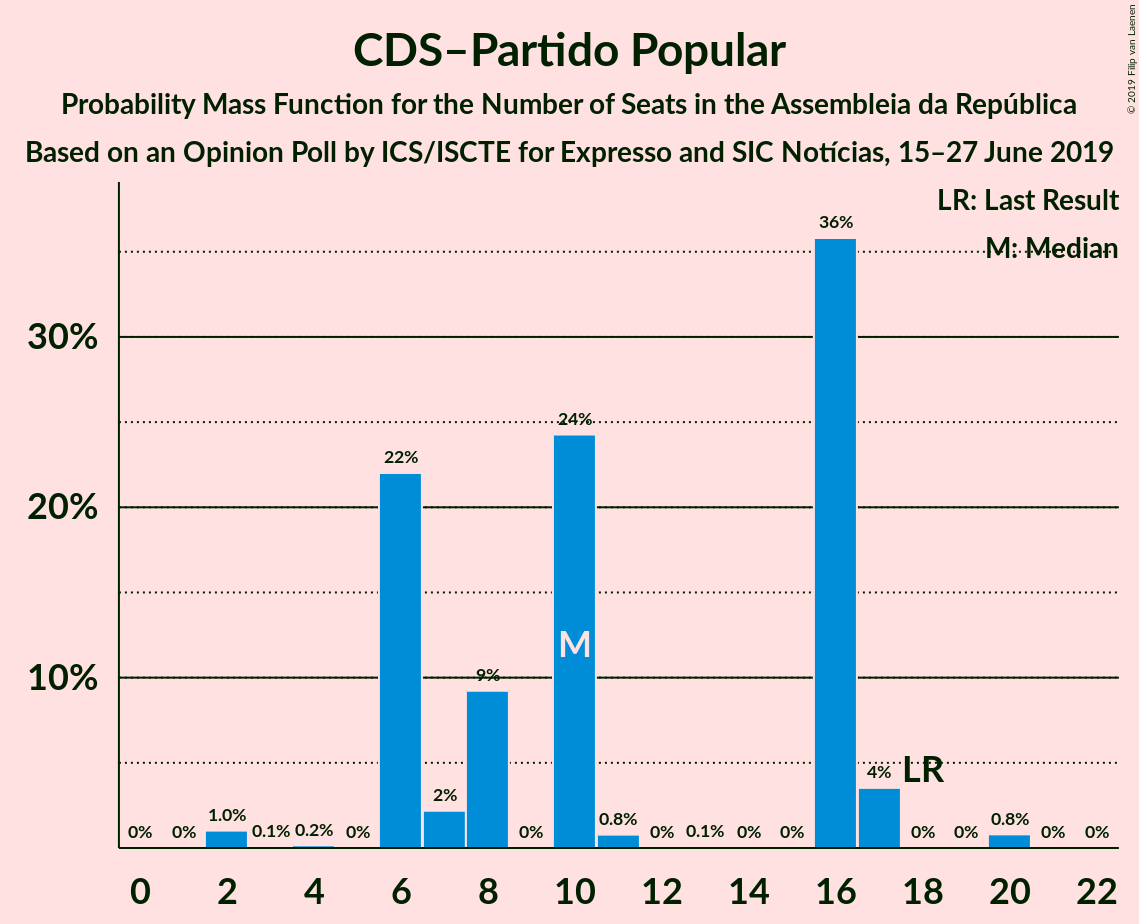 CDS–Partido Popular
Probability Mass Function for the Number of Seats in the Assembleia da República
Based on an Opinion Poll by ICS/ISCTE for Expresso and SIC Notícias, 15–27 June 2019
© 2019 Filip van Laenen
LR: Last Result
M: Median
30%
20%
10%
0%
0%
1.0%
0.1%
0.2%
0%
22%
2%
9%
0%
24%
0.8%
0%
0.1%
0%
0%
36%
4%
0%
0%
0.8%
0%
0%
M
LR
0 2 4 6 8 10 12 14 16 18 20 22